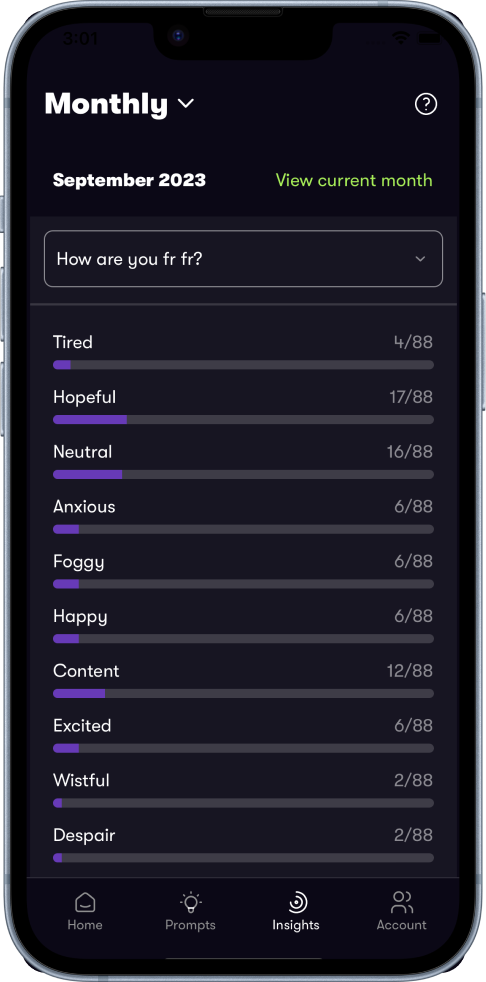 3:01
Monthly
September 2023 View current month
How are you fr fr?
Tired 4/88
Hopeful 17/88
Neutral 16/88
Anxious 6/88
Foggy 6/88
Happy 6/88
Content 12/88
Excited 6/88
Wistful 2/88
Despair 2/88
Home Prompts Insights Account